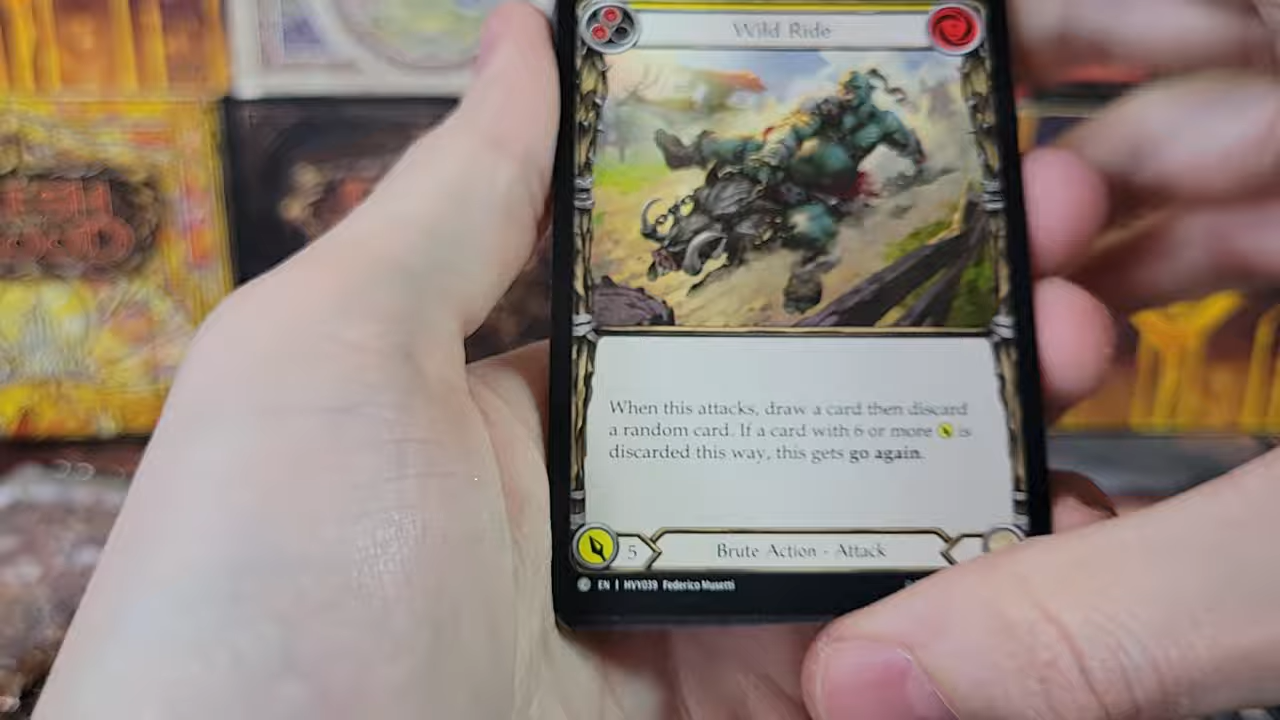 Wild Ride
When this attacks, draw a card then discard
a random card. If a card with 6 or more is
discarded this way, this gets go again.
5
Brute Action - Attack
C EN | HVY039 Federico Musetti